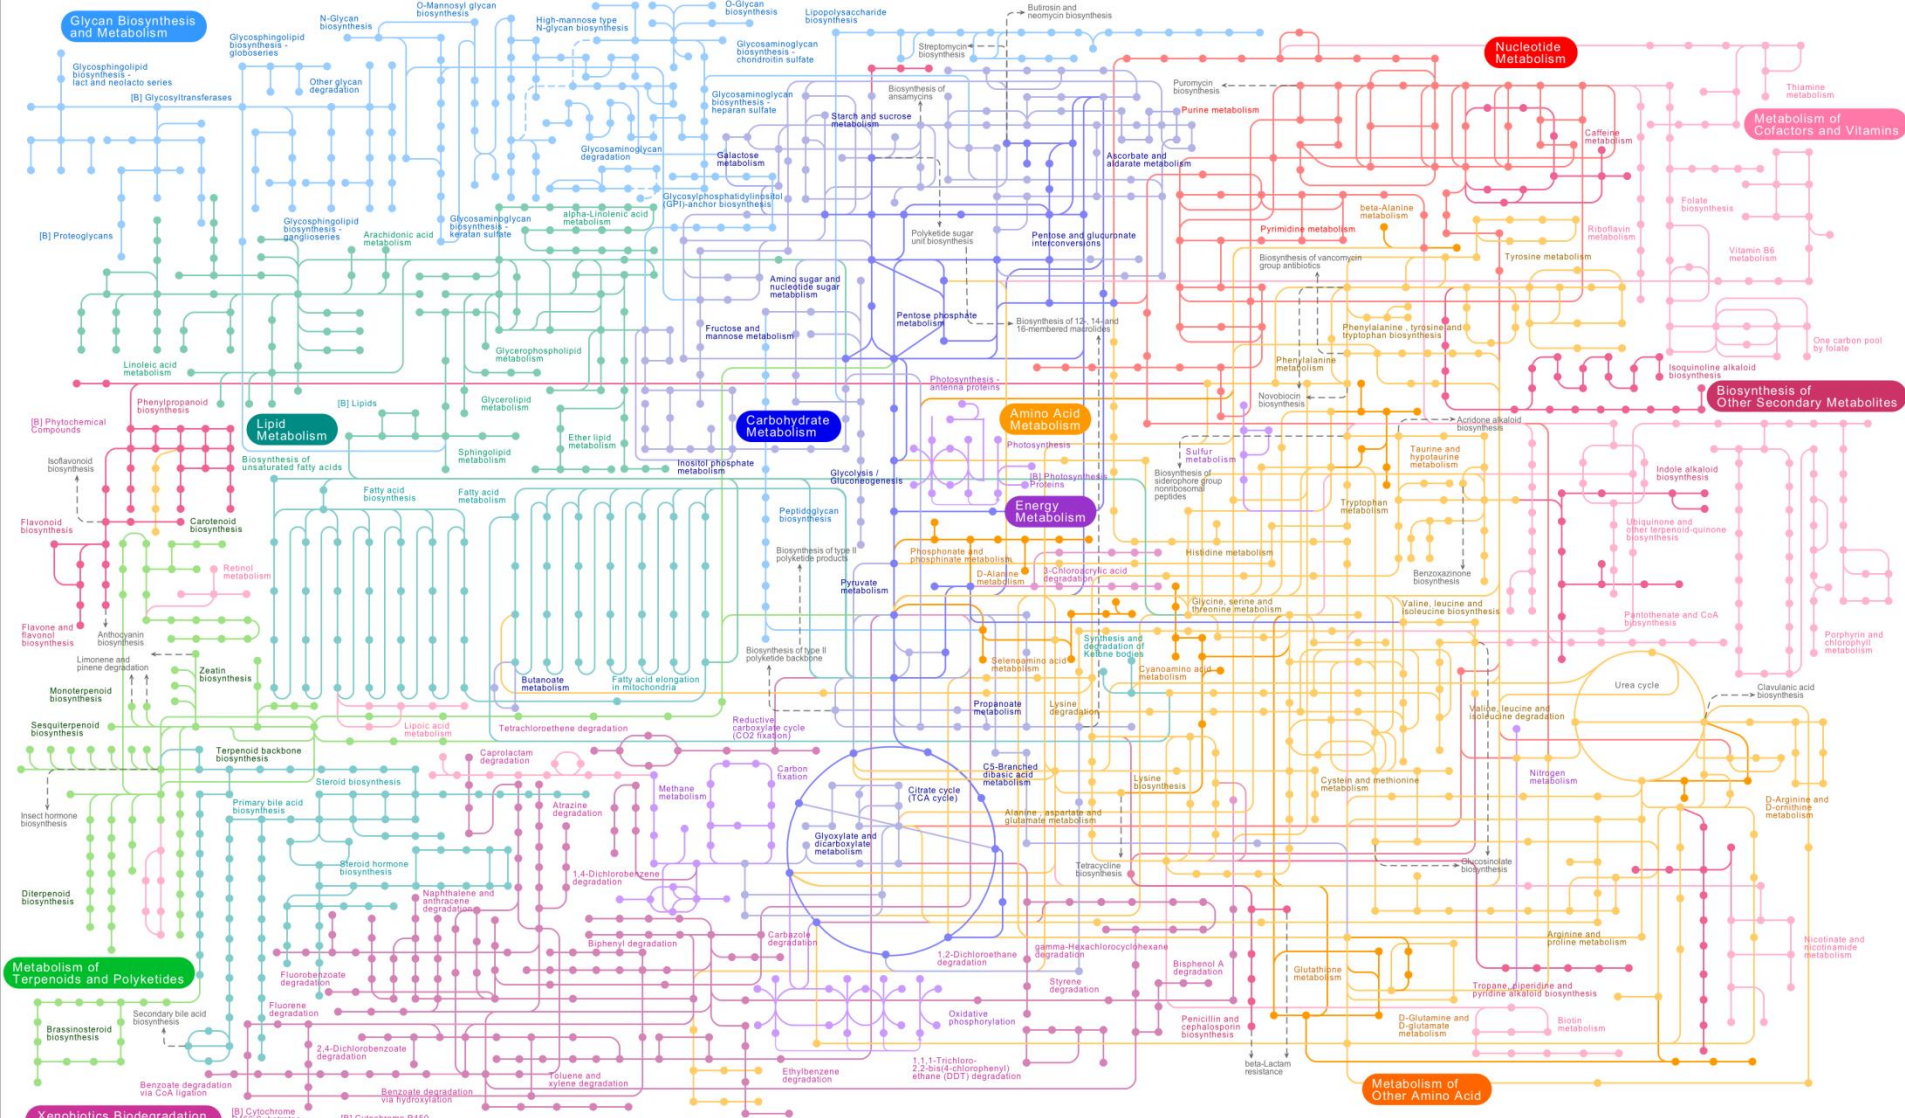 Glycan Biosynthesis
and Metabolism
N-Glycan
biosynthesis
O-Mannosyl glycan
biosynthesis
High-mannose type
N-glycan biosynthesis
O-Glycan
biosynthesis
Lipopolysaccharide
biosynthesis
Butirosin and
neomycin biosynthesis
Glycosphingolipid
biosynthesis -
globoseries
Glycosaminoglycan
biosynthesis -
chondroitin sulfate
Streptomycin
biosynthesis
Nucleotide
Metabolism
Glycosphingolipid
biosynthesis -
lact and neolacto series
Other glycan
degradation
[B] Glycosyltransferases
Glycosaminoglycan
biosynthesis -
heparan sulfate
Biosynthesis of
ansamycins
Puromycin
biosynthesis
Thiamine
metabolism
Starch and sucrose
metabolism
Purine metabolism
Metabolism of
Cofactors and Vitamins
Caffeine
metabolism
Glycosaminoglycan
degradation
Galactose
metabolism
Ascorbate and
aldarate metabolism
Glycosylphosphatidylinositol
(GPI)-anchor biosynthesis
Folate
biosynthesis
[B] Proteoglycans
Glycosphingolipid
biosynthesis -
ganglioseries
Arachidonic acid
metabolism
Glycosaminoglycan
biosynthesis -
keratan sulfate
alpha-Linolenic acid
metabolism
Polyketide sugar
unit biosynthesis
Pentose and glucuronate
interconversions
Pyrimidine metabolism
beta-Alanine
metabolism
Riboflavin
metabolism
Vitamin B6
metabolism
Tyrosine metabolism
Biosynthesis of vancomycin
group antibiotics
Amino sugar and
nucleotide sugar
metabolism
Fructose and
mannose metabolism
Pentose phosphate
metabolism
Biosynthesis of 12-, 14- and
16-membered macrolides
Phenylalanine , tyrosine and
tryptophan biosynthesis
One carbon pool
by folate
Glycerophospholipid
metabolism
Linoleic acid
metabolism
Phenylalanine
metabolism
Isoquinoline alkaloid
biosynthesis
Photosynthesis -
antenna proteins
Novobiocin
biosynthesis
Biosynthesis of
Other Secondary Metabolites
Phenylpropanoid
biosynthesis
[B] Phytochemical
Compounds
[B] Lipids
Glycerolipid
metabolism
Lipid
Metabolism
Carbohydrate
Metabolism
Amino Acid
Metabolism
Acridone alkaloid
biosynthesis
Ether lipid
metabolism
Photosynthesis
Sulfur
metabolism
Taurine and
hypotaurine
metabolism
Isoflavonoid
biosynthesis
Biosynthesis of
unsaturated fatty acids
Sphingolipid
metabolism
Inositol phosphate
metabolism
Glycolysis /
Gluconeogenesis
[B] Photosynthesis
Proteins
Biosynthesis of
siderophore group
nonribosomal
peptides
Indole alkaloid
biosynthesis
Fatty acid
biosynthesis
Fatty acid
metabolism
Energy
Metabolism
Tryptophan
metabolism
Flavonoid
biosynthesis
Carotenoid
biosynthesis
Peptidoglycan
biosynthesis
Ubiquinone and
other terpenoid-quinone
biosynthesis
Biosynthesis of type II
polyketide products
Phosphonate and
phosphinate metabolism
Histidine metabolism
Retinol
metabolism
D-Alanine
metabolism
3-Chloroacrylic acid
degradation
Benzoxazinone
biosynthesis
Pyruvate
metabolism
Glycine, serine and
threonine metabolism
Valine, leucine and
isoleucine biosynthesis
Pantothenate and CoA
biosynthesis
Flavone and
flavonol
biosynthesis
Anthocyanin
biosynthesis
Limonene and
pinene degradation
Biosynthesis of type II
polyketide backbone
Synthesis and
degradation of
Ketone bodies
Porphyrin and
chlorophyll
metabolism
Selenoamino acid
metabolism
Cyanoamino acid
metabolism
Zeatin
biosynthesis
Butanoate
metabolism
Fatty acid elongation
in mitochondria
Urea cycle
Clavulanic acid
biosynthesis
Monoterpenoid
biosynthesis
Propanoate
metabolism
Lysine
degradation
Valine, leucine and
isoleucine degradation
Sesquiterpenoid
biosynthesis
Lipoic acid
metabolism
Tetrachloroethene degradation
Reductive
carboxylate cycle
(CO2 fixation)
Terpenoid backbone
biosynthesis
Caprolactam
degradation
Steroid biosynthesis
Methane
metabolism
Carbon
fixation
C5-Branched
dibasic acid
metabolism
Lysine
biosynthesis
Cystein and methionine
metabolism
Nitrogen
metabolism
Citrate cycle
(TCA cycle)
Insect hormone
biosynthesis
Primary bile acid
biosynthesis
Atrazine
degradation
Alanine , aspartate and
glutamate metabolism
D-Arginine and
D-ornithine
metabolism
Glyoxylate and
dicarboxylate
metabolism
Steroid hormone
biosynthesis
1,4-Dichlorobenzene
degradation
Tetracycline
biosynthesis
Glucosinolate
biosynthesis
Diterpenoid
biosynthesis
Naphthalene and
anthracene
degradation
Biphenyl degradation
Carbazole
degradation
1,2-Dichloroethane
degradation
gamma-Hexachlorocyclohexane
degradation
Arginine and
proline metabolism
Nicotinate and
nicotinamide
metabolism
Metabolism of
Terpenoids and Polyketides
Fluorobenzoate
degradation
Styrene
degradation
Bisphenol A
degradation
Glutathione
metabolism
Tropane, piperidine and
pyridine alkaloid biosynthesis
Fluorene
degradation
Secondary bile acid
biosynthesis
Oxidative
phosphorylation
Penicillin and
cephalosporin
biosynthesis
D-Glutamine and
D-glutamate
metabolism
Biotin
metabolism
Brassinosteroid
biosynthesis
2,4-Dichlorobenzoate
degradation
1,1,1-Trichloro-
2,2-bis(4-chlorophenyl)
ethane (DDT) degradation
beta-Lactam
resistance
Benzoate degradation
via CoA ligation
Benzoate degradation
via hydroxylation
Toluene and
xylene degradation
Ethylbenzene
degradation
Metabolism of
Other Amino Acid
Xenobiotics Biodegradation
[B] Cytochrome
[B] Cytochrome P450